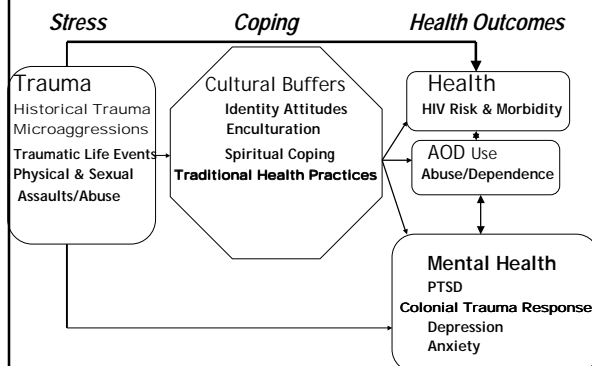 Stress
Coping
Health Outcomes
Trauma
Historical Trauma
Microaggressions
Traumatic Life Events
Physical & Sexual
Assaults/Abuse
Cultural Buffers
Identity Attitudes
Enculturation
Spiritual Coping
Traditional Health Practices
Health
HIV Risk & Morbidity
AOD Use
Abuse/Dependence
Mental Health
PTSD
Colonial Trauma Response
Depression
Anxiety